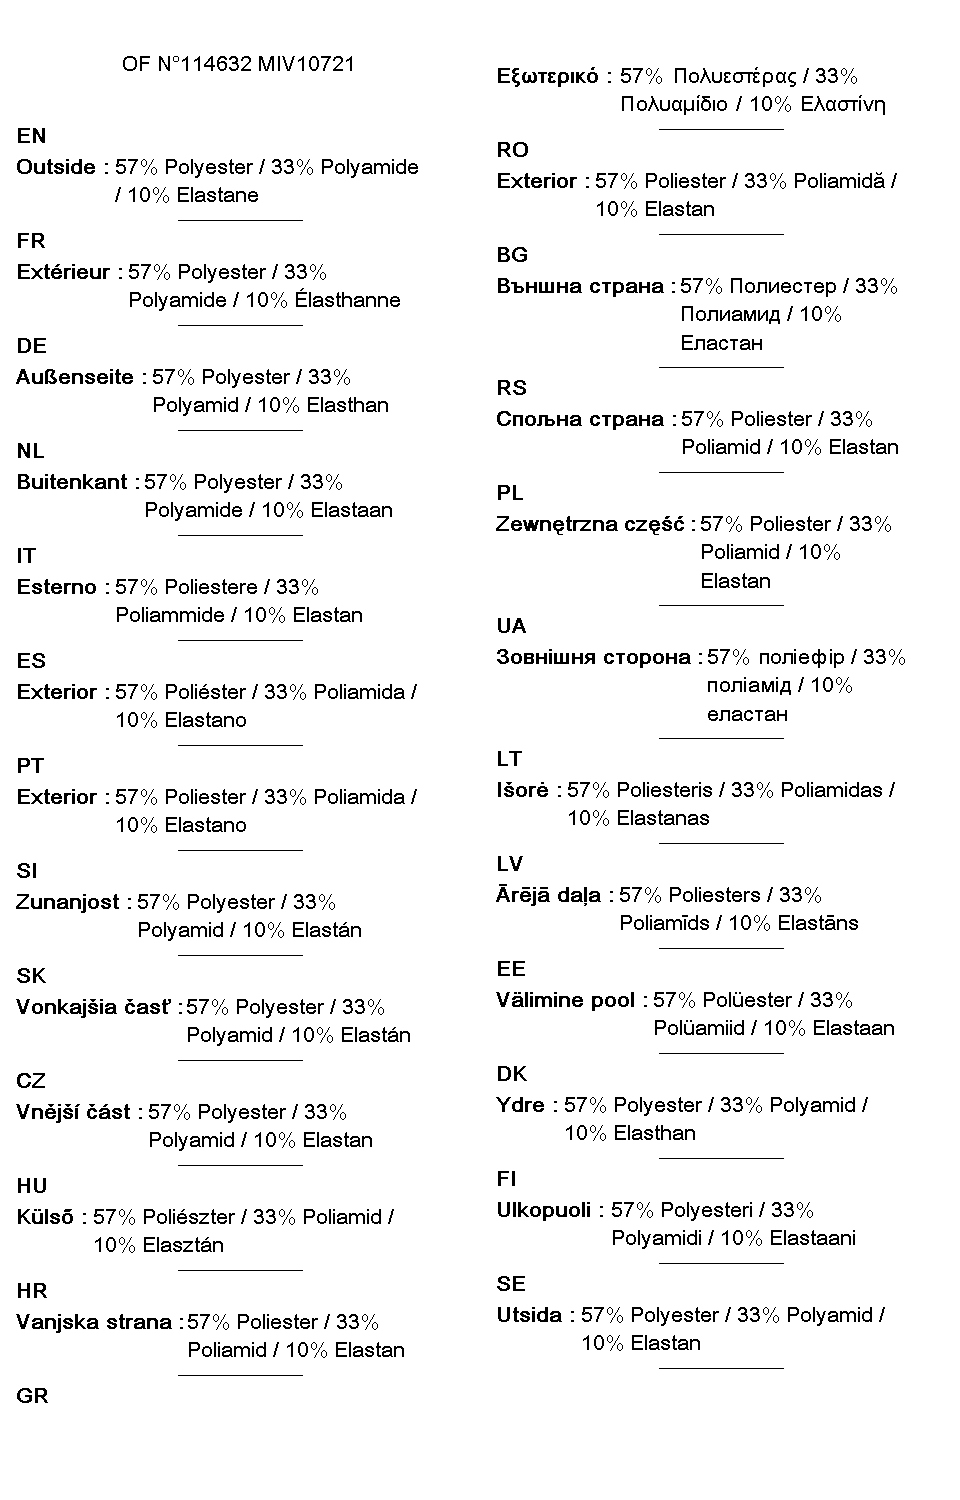 OF N°114632 MIV10721
EN
Outside : 57% Polyester / 33% Polyamide
/ 10% Elastane
FR
Extérieur : 57% Polyester / 33%
Polyamide / 10% Élasthanne
DE
Außenseite : 57% Polyester / 33%
Polyamid / 10% Elasthan
NL
Buitenkant : 57% Polyester / 33%
Polyamide / 10% Elastaan
IT
Esterno : 57% Poliestere / 33%
Poliammide / 10% Elastan
ES
Exterior : 57% Poliéster / 33% Poliamida /
10% Elastano
PT
Exterior : 57% Poliester / 33% Poliamida /
10% Elastano
SI
Zunanjost : 57% Polyester / 33%
Polyamid / 10% Elastán
SK
Vonkajšia časť : 57% Polyester / 33%
Polyamid / 10% Elastán
CZ
Vnější část : 57% Polyester / 33%
Polyamid / 10% Elastan
HU
Külső : 57% Poliészter / 33% Poliamid /
10% Elasztán
HR
Vanjska strana : 57% Poliester / 33%
Poliamid / 10% Elastan
GR
Εξωτερικό : 57% Πολυεστέρας / 33%
Πολυαμίδιο / 10% Ελαστίνη
RO
Exterior : 57% Poliester / 33% Poliamidă /
10% Elastan
BG
Външна страна : 57% Полиестер / 33%
Полиамид / 10%
Еластан
RS
Спољна страна : 57% Poliester / 33%
Poliamid / 10% Elastan
PL
Zewnętrzna część : 57% Poliester / 33%
Poliamid / 10%
Elastan
UA
Зовнішня сторона : 57% поліефір / 33%
поліамід / 10%
еластан
LT
Išorė : 57% Poliesteris / 33% Poliamidas /
10% Elastanas
LV
Ārējā daļa : 57% Poliesters / 33%
Poliamīds / 10% Elastāns
EE
Välimine pool : 57% Polüester / 33%
Polüamiid / 10% Elastaan
DK
Ydre : 57% Polyester / 33% Polyamid /
10% Elasthan
FI
Ulkopuoli : 57% Polyesteri / 33%
Polyamidi / 10% Elastaani
SE
Utsida : 57% Polyester / 33% Polyamid /
10% Elastan